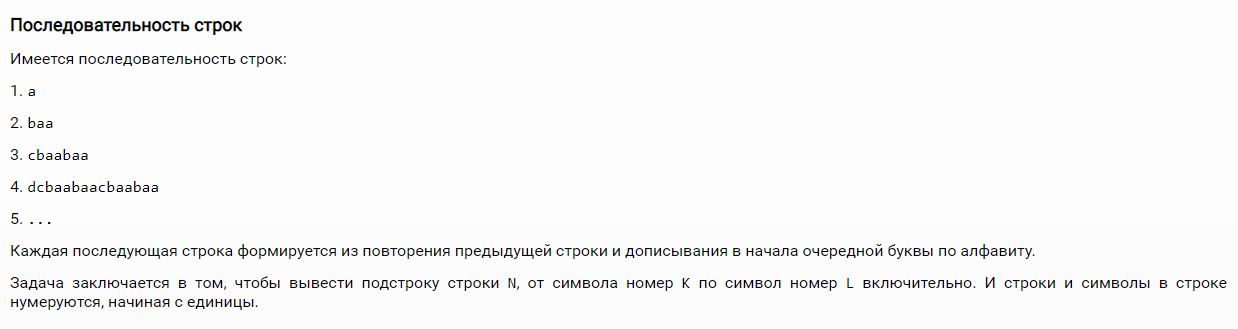 Последовательность строк
Имеется последовательность строк:
1. a
2. baa
3. cbaabaa
4. dcbaabaacbaabaa
5. ...
Каждая последующая строка формируется из повторения предыдущей строки и дописывания в начала очередной буквы по алфавиту.
Задача заключается в том, чтобы вывести подстроку строки N, от символа номер K по символ номер L включительно. И строки и символы в строке
нумеруются, начиная с единицы.